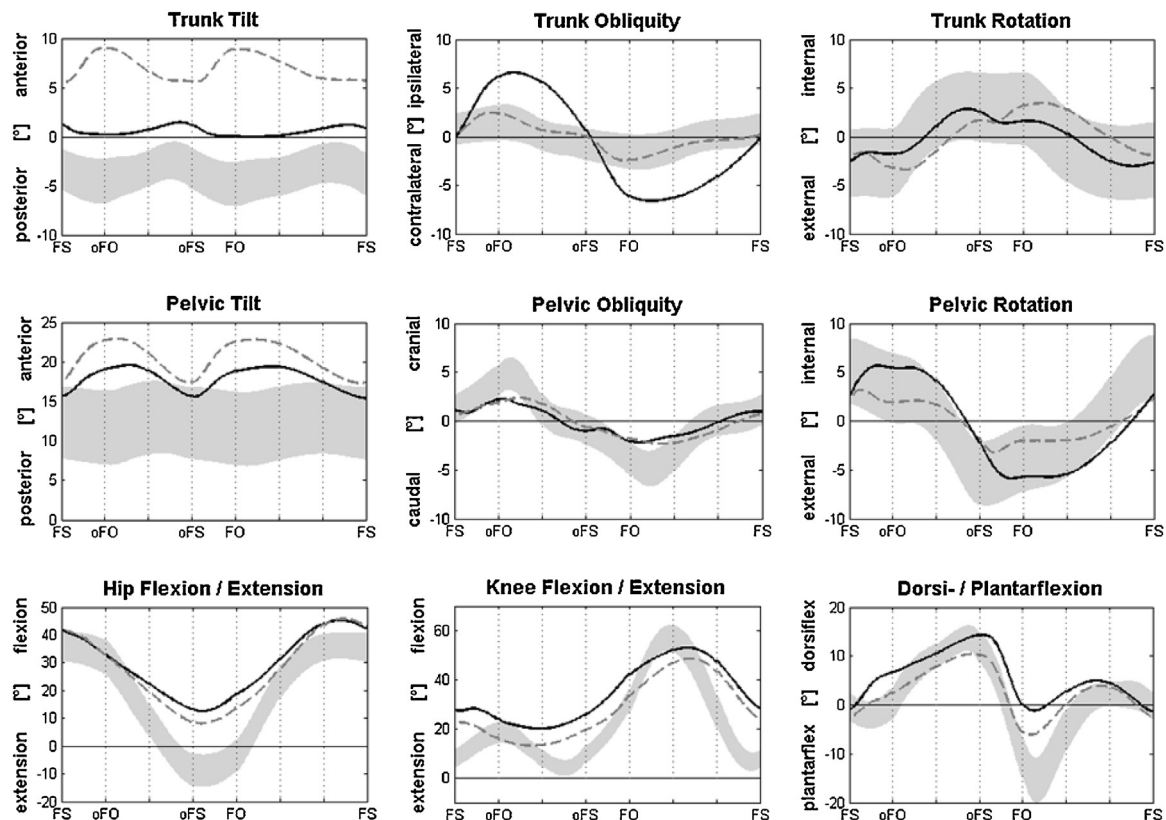 Trunk Tilt
10
5
0
-5
-10
anterior
[°]
posterior
FS
oFO
oFS
FO
FS
Trunk Obliquity
10
5
0
-5
-10
ipsilateral
[°]
contralateral
FS
oFO
oFS
FO
FS
Trunk Rotation
10
5
0
-5
-10
internal
[°]
external
FS
oFO
oFS
FO
FS
Pelvic Tilt
25
20
15
10
5
0
anterior
[°]
posterior
FS
oFO
oFS
FO
FS
Pelvic Obliquity
10
5
0
-5
-10
cranial
[°]
caudal
FS
oFO
oFS
FO
FS
Pelvic Rotation
10
5
0
-5
-10
internal
[°]
external
FS
oFO
oFS
FO
FS
Hip Flexion / Extension
50
40
30
20
10
0
-10
-20
flexion
[°]
extension
FS
oFO
oFS
FO
FS
Knee Flexion / Extension
60
40
20
0
flexion
[°]
extension
FS
oFO
oFS
FO
FS
Dorsi- / Plantarflexion
20
10
0
-10
-20
dorsiflex
[°]
plantarflex
FS
oFO
oFS
FO
FS